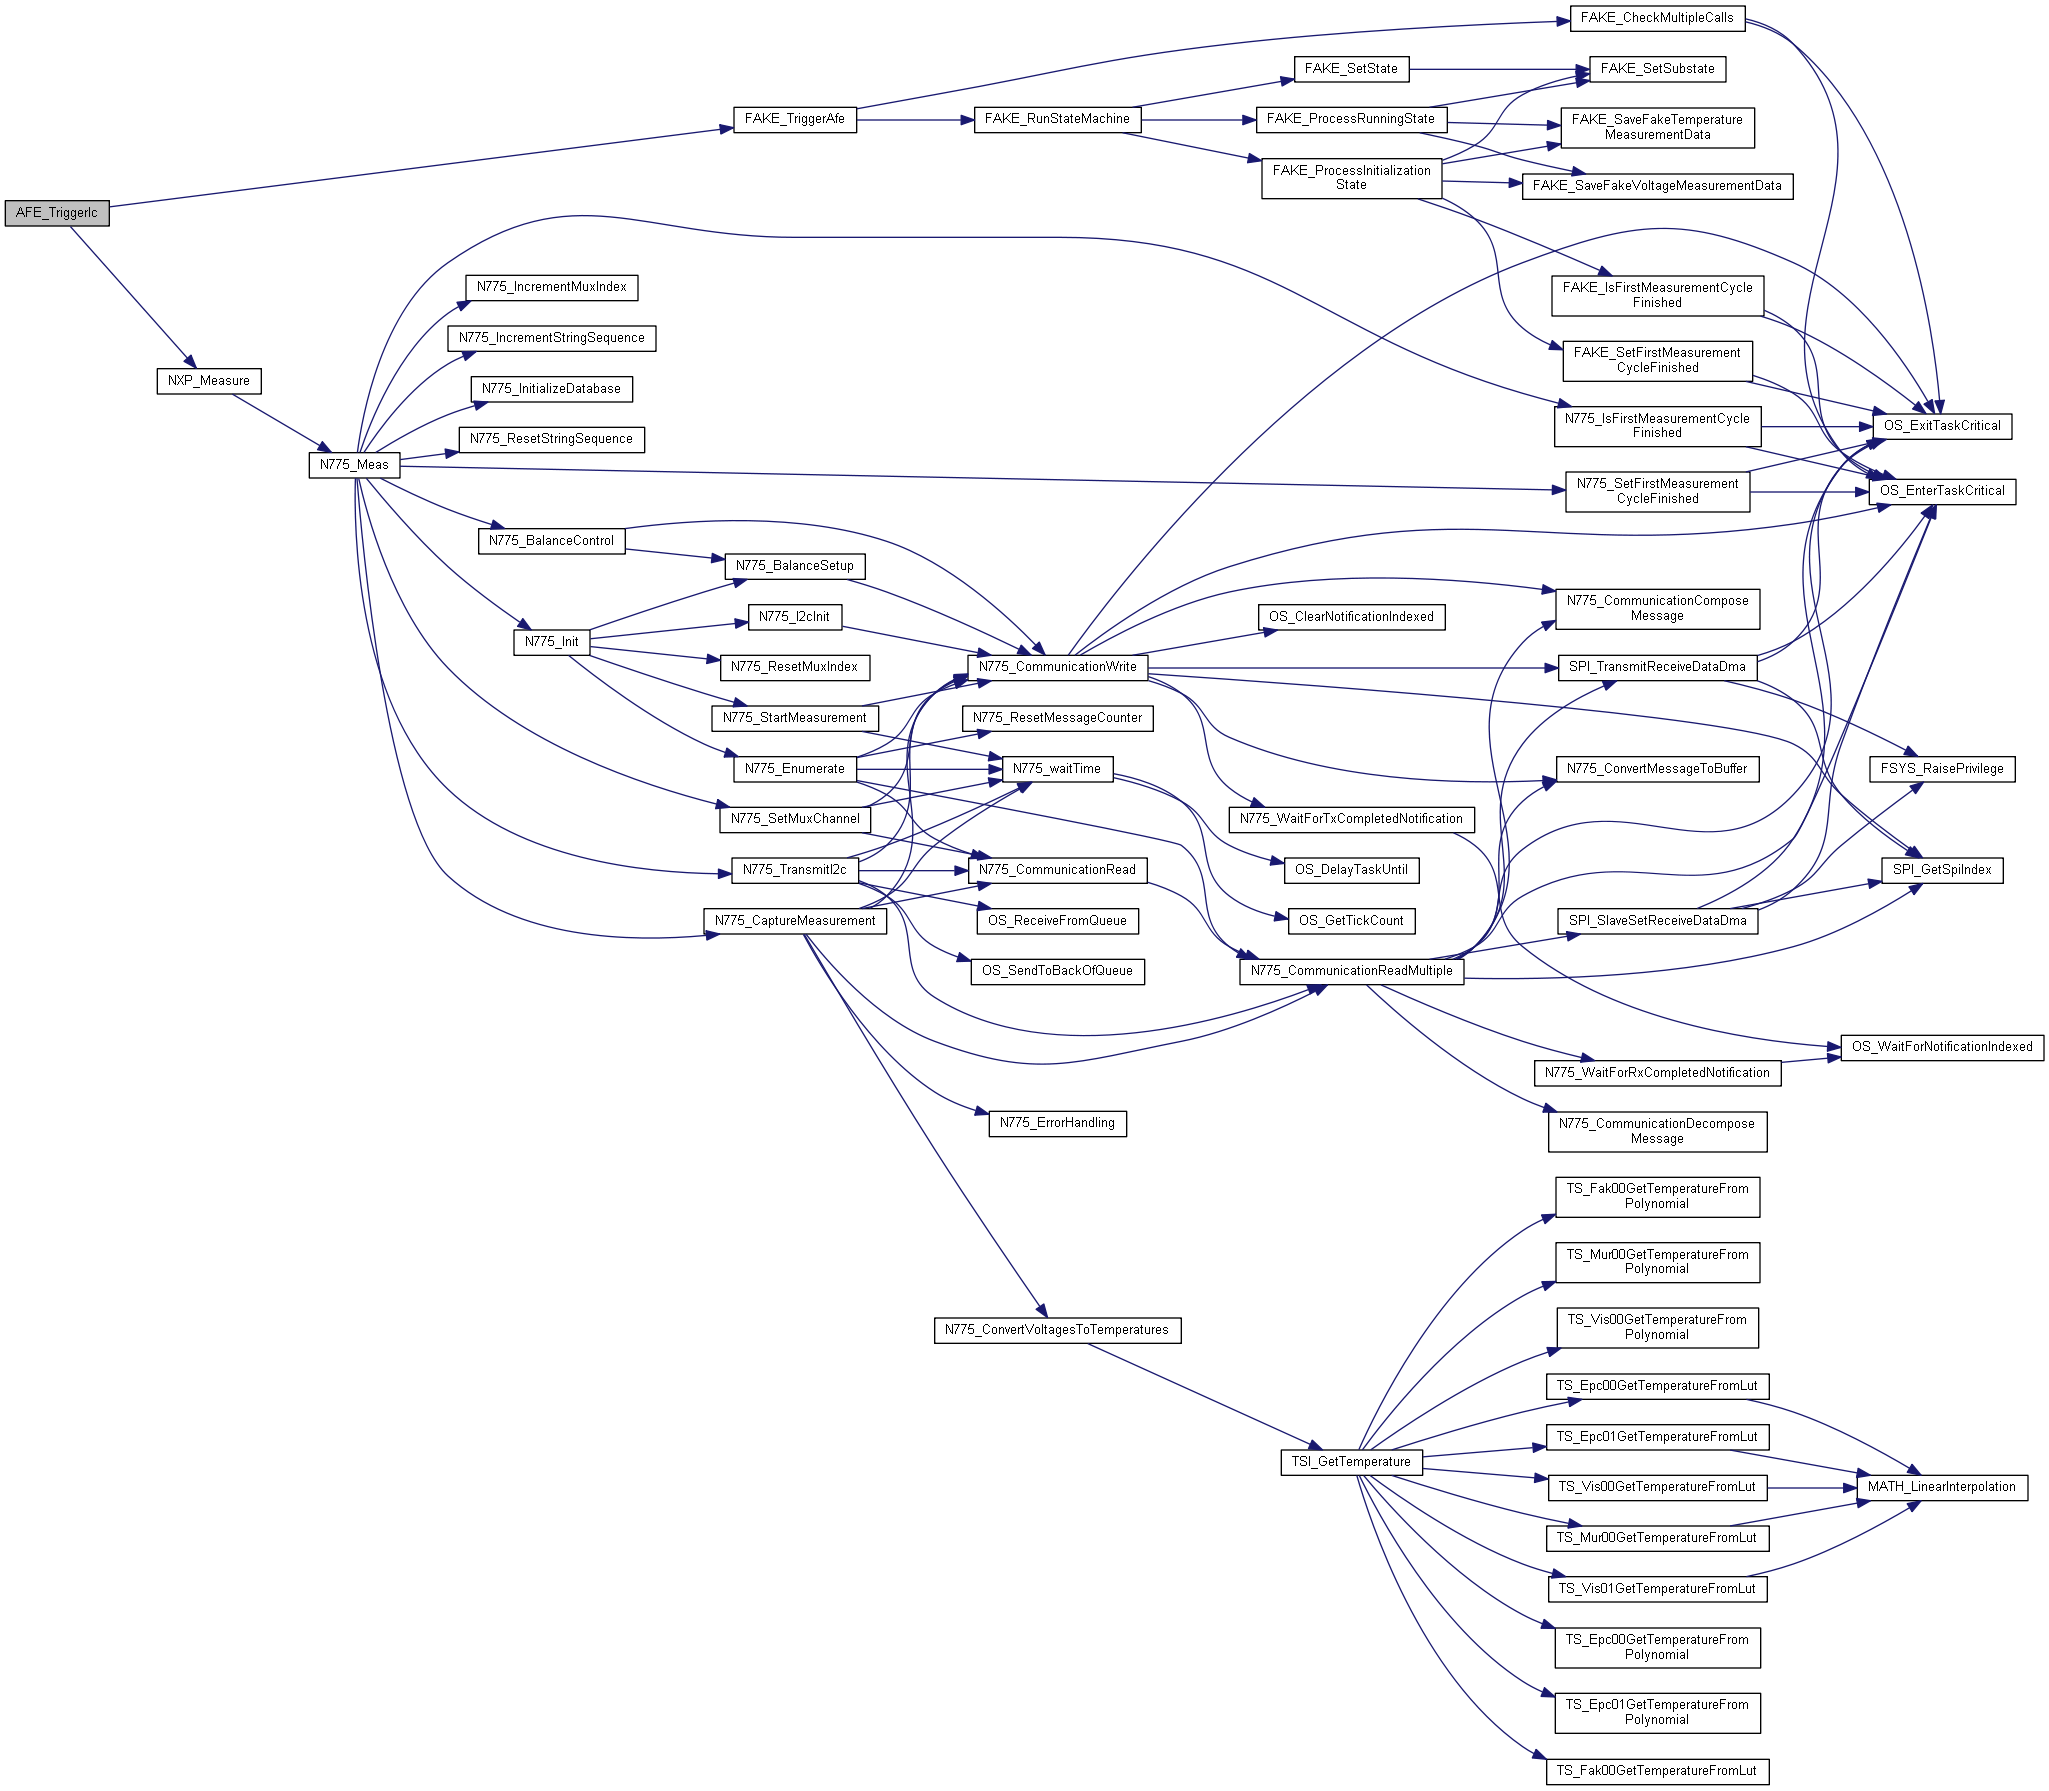 FAKE_CheckMultipleCalls
FAKE_SetState
FAKE_SetSubstate
FAKE_TriggerAfe
FAKE_RunStateMachine
FAKE_ProcessRunningState
FAKE_SaveFakeTemperature
MeasurementData
FAKE_ProcessInitialization
State
FAKE_SaveFakeVoltageMeasurementData
AFE_TriggerIc
N775_IncrementMuxIndex
FAKE_IsFirstMeasurementCycle
Finished
N775_IncrementStringSequence
FAKE_SetFirstMeasurement
CycleFinished
NXP_Measure
N775_InitializeDatabase
N775_IsFirstMeasurementCycle
Finished
OS_ExitTaskCritical
N775_ResetStringSequence
N775_Meas
N775_SetFirstMeasurement
CycleFinished
OS_EnterTaskCritical
N775_BalanceControl
N775_BalanceSetup
N775_CommunicationCompose
Message
N775_I2cInit
OS_ClearNotificationIndexed
N775_Init
N775_ResetMuxIndex
N775_CommunicationWrite
SPI_TransmitReceiveDataDma
N775_StartMeasurement
N775_ResetMessageCounter
N775_Enumerate
N775_waitTime
N775_ConvertMessageToBuffer
FSYS_RaisePrivilege
N775_SetMuxChannel
N775_WaitForTxCompletedNotification
N775_TransmitI2c
N775_CommunicationRead
OS_DelayTaskUntil
SPI_GetSpiIndex
N775_CaptureMeasurement
OS_ReceiveFromQueue
OS_GetTickCount
SPI_SlaveSetReceiveDataDma
OS_SendToBackOfQueue
N775_CommunicationReadMultiple
OS_WaitForNotificationIndexed
N775_WaitForRxCompletedNotification
N775_ErrorHandling
N775_CommunicationDecompose
Message
TS_Fak00GetTemperatureFrom
Polynomial
TS_Mur00GetTemperatureFrom
Polynomial
N775_ConvertVoltagesToTemperatures
TS_Vis00GetTemperatureFrom
Polynomial
TS_Epc00GetTemperatureFromLut
TS_Epc01GetTemperatureFromLut
TSI_GetTemperature
TS_Vis00GetTemperatureFromLut
MATH_LinearInterpolation
TS_Mur00GetTemperatureFromLut
TS_Vis01GetTemperatureFromLut
TS_Epc00GetTemperatureFrom
Polynomial
TS_Epc01GetTemperatureFrom
Polynomial
TS_Fak00GetTemperatureFromLut